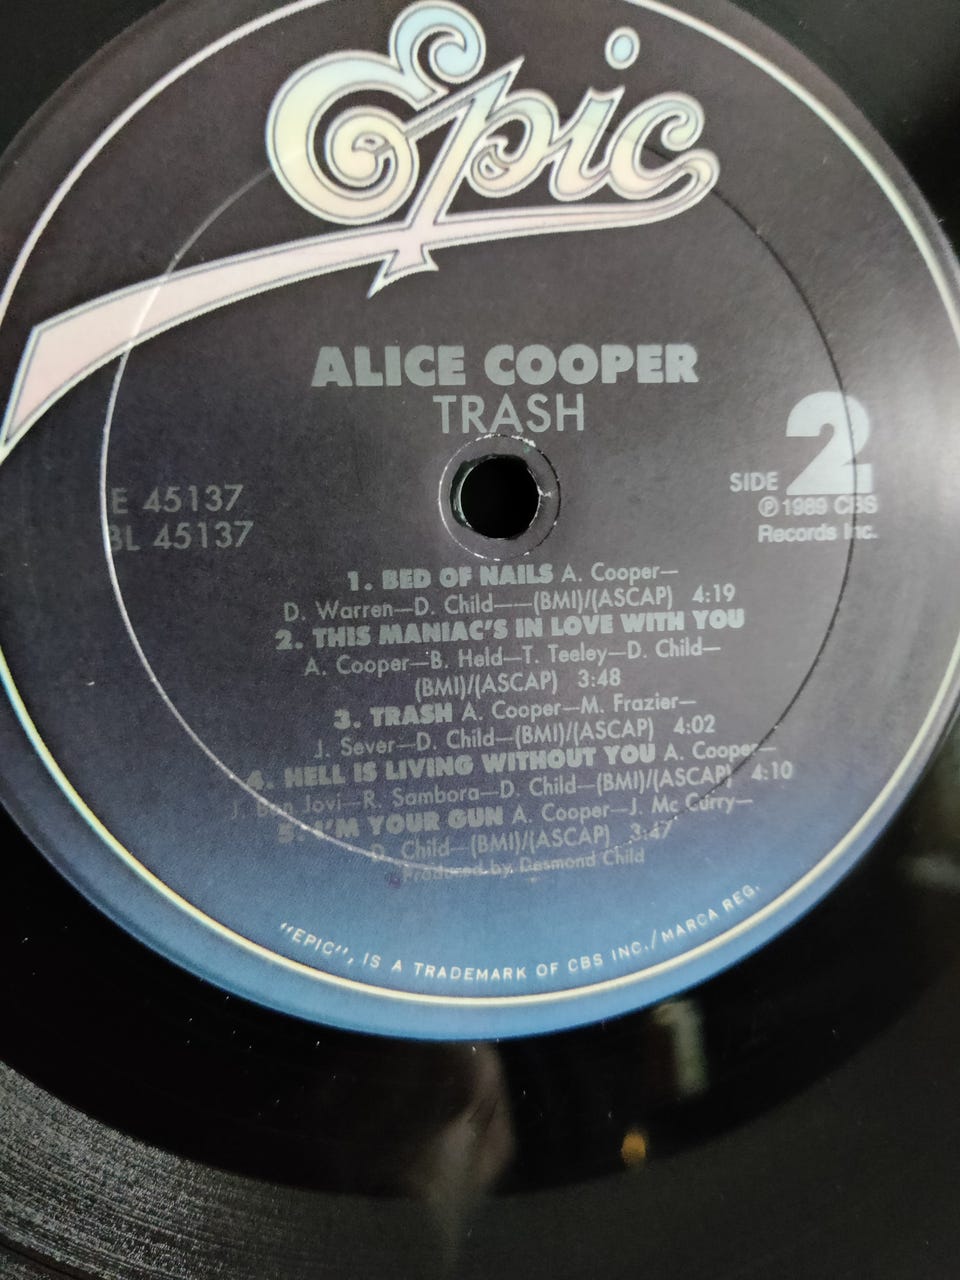 Epic
ALICE COOPER
TRASH
E 45137
BL 45137
SIDE 2
℗ 1989 CBS
Records Inc.
1. BED OF NAILS A. Cooper—
D. Warren—D. Child—–(BMI)/(ASCAP) 4:19
2. THIS MANIAC'S IN LOVE WITH YOU
A. Cooper—B. Held—T. Teeley—D. Child—
(BMI)/(ASCAP) 3:48
3. TRASH A. Cooper—M. Frazier—
J. Sever—D. Child—(BMI)/(ASCAP) 4:02
4. HELL IS LIVING WITHOUT YOU A. Cooper—
J. Bon Jovi—R. Sambora—D. Child—(BMI)/(ASCAP) 4:10
5. I'M YOUR GUN A. Cooper—J. Mc Curry—
D. Child—(BMI)/(ASCAP) 3:47
Produced by: Desmond Child
"EPIC", IS A TRADEMARK OF CBS INC./MARCA REG.